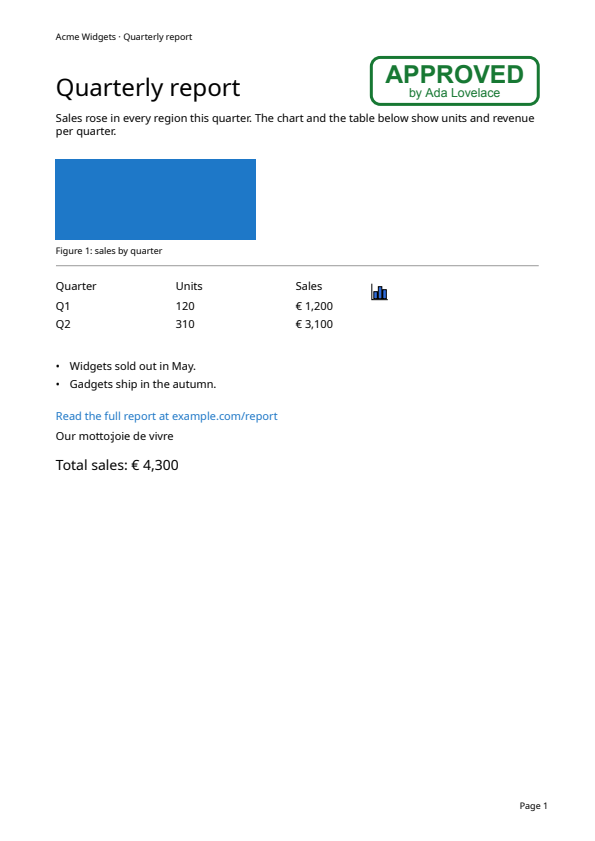 Acme Widgets · Quarterly report
APPROVED
by Ada Lovelace
Quarterly report
Sales rose in every region this quarter. The chart and the table below show units and revenue
per quarter.
Figure 1: sales by quarter
Quarter Units Sales
Q1 120 € 1,200
Q2 310 € 3,100
• Widgets sold out in May.
• Gadgets ship in the autumn.
Read the full report at example.com/report
Our motto:joie de vivre
Total sales: € 4,300
Page 1